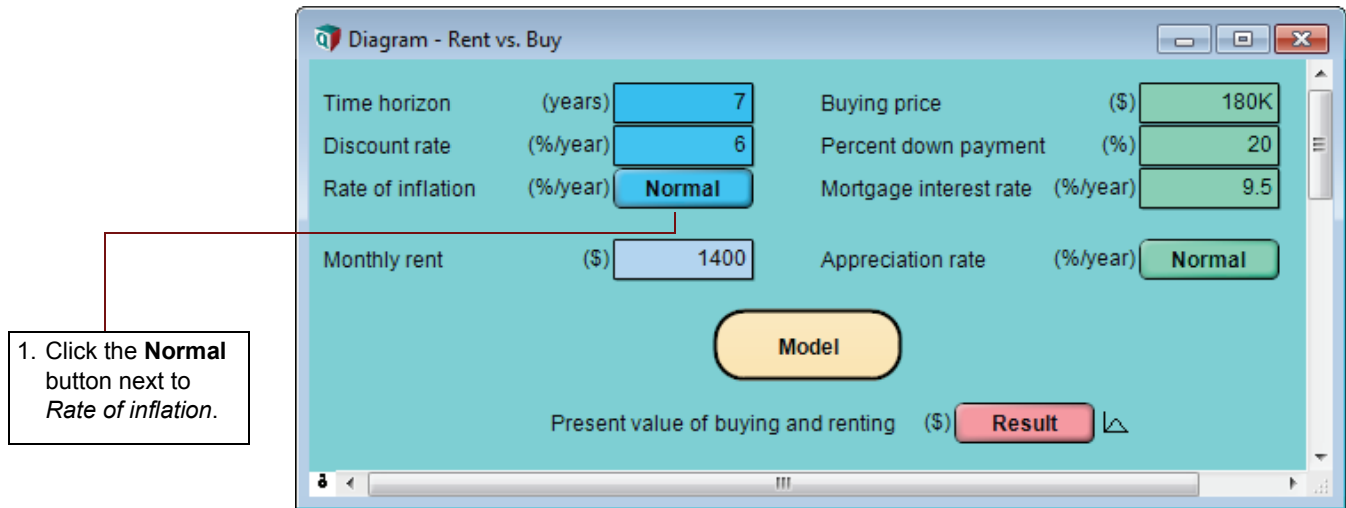 Diagram - Rent vs. Buy
Time horizon (years) 7 Buying price ($) 180K
Discount rate (%/year) 6 Percent down payment (%) 20
Rate of inflation (%/year) Normal Mortgage interest rate (%/year) 9.5
Monthly rent ($) 1400 Appreciation rate (%/year) Normal
Model
Present value of buying and renting ($) Result
1. Click the Normal
button next to
Rate of inflation.